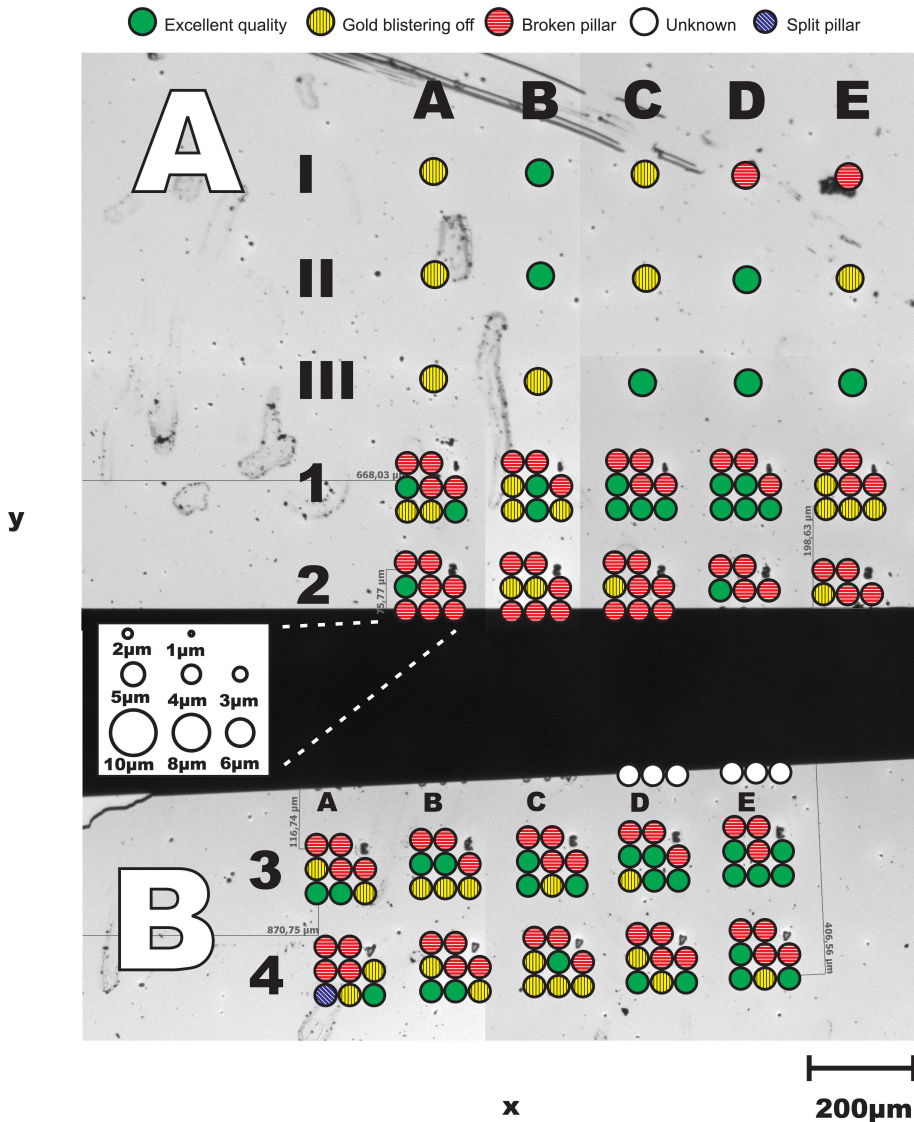 Excellent quality Gold blistering off Broken pillar Unknown Split pillar
A
A B C D E
I
II
III
1
668,03 µm
y
198,63 µm
2
75,77 µm
2µm 1µm
5µm 4µm 3µm
10µm 8µm 6µm
A B C D E
116,74 µm
3
B
870,75 µm
406,56 µm
4
200µm
x